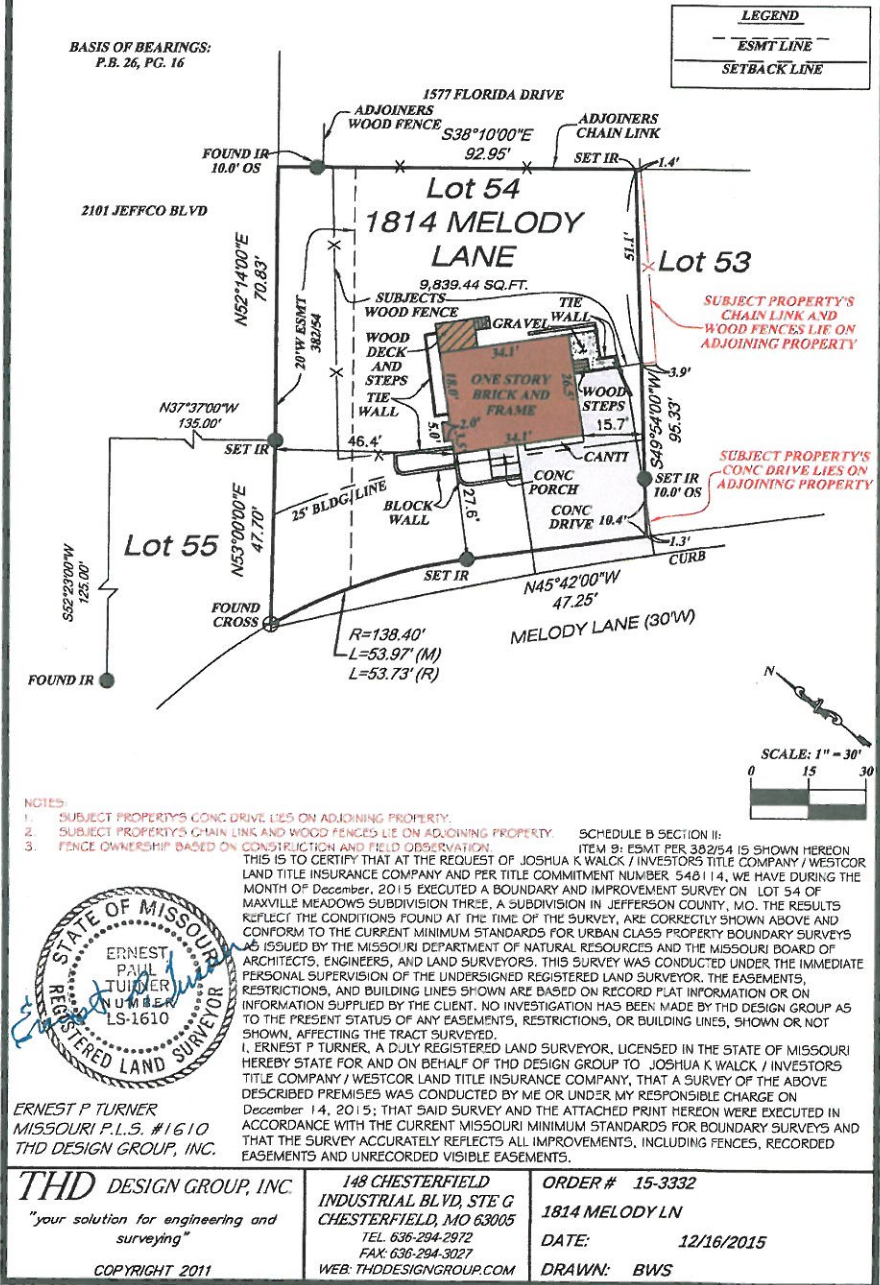 LEGEND
ESMT LINE
SETBACK LINE
BASIS OF BEARINGS:
P.B. 26, PG. 16
1577 FLORIDA DRIVE
ADJOINERS
WOOD FENCE
S38°10'00"E
92.95'
ADJOINERS
CHAIN LINK
FOUND IR
10.0' OS
SET IR
1.4'
Lot 54
1814 MELODY
LANE
9,839.44 SQ.FT.
2101 JEFFCO BLVD
N52°14'00"E
70.83'
20'W ESMT
382/54
51.1'
Lot 53
SUBJECT PROPERTY'S
CHAIN LINK AND
WOOD FENCES LIE ON
ADJOINING PROPERTY
SUBJECTS
WOOD FENCE
TIE
WALL
GRAVEL
WOOD
DECK
AND
STEPS
34.1'
18.0'
ONE STORY
BRICK AND
FRAME
26.5'
WOOD
STEPS
3.9'
S49°54'00"W
95.33'
TIE
WALL
2.0'
5.0'
3.5'
34.1'
15.7'
N37°37'00"W
135.00'
SET IR
46.4'
CANTI
SUBJECT PROPERTY'S
CONC DRIVE LIES ON
ADJOINING PROPERTY
SET IR
10.0' OS
CONC
PORCH
25' BLDG/LINE
BLOCK
WALL
27.6'
CONC
DRIVE
10.4'
1.3'
CURB
N53°00'00"E
47.70'
Lot 55
S52°23'00"W
125.00'
SET IR
N45°42'00"W
47.25'
MELODY LANE (30'W)
FOUND
CROSS
R=138.40'
L=53.97' (M)
L=53.73' (R)
FOUND IR
N
SCALE: 1" = 30'
0 15 30
NOTES:
1. SUBJECT PROPERTY'S CONC DRIVE LIES ON ADJOINING PROPERTY.
2. SUBJECT PROPERTY'S CHAIN LINK AND WOOD FENCES LIE ON ADJOINING PROPERTY.
3. FENCE OWNERSHIP BASED ON CONSTRUCTION AND FIELD OBSERVATION.
SCHEDULE B SECTION II:
ITEM 9: ESMT PER 382/54 IS SHOWN HEREON
THIS IS TO CERTIFY THAT AT THE REQUEST OF JOSHUA K WALCK / INVESTORS TITLE COMPANY / WESTCOR
LAND TITLE INSURANCE COMPANY AND PER TITLE COMMITMENT NUMBER 548114, WE HAVE DURING THE
MONTH OF December, 2015 EXECUTED A BOUNDARY AND IMPROVEMENT SURVEY ON LOT 54 OF
MAXVILLE MEADOWS SUBDIVISION THREE, A SUBDIVISION IN JEFFERSON COUNTY, MO. THE RESULTS
REFLECT THE CONDITIONS FOUND AT THE TIME OF THE SURVEY, ARE CORRECTLY SHOWN ABOVE AND
CONFORM TO THE CURRENT MINIMUM STANDARDS FOR URBAN CLASS PROPERTY BOUNDARY SURVEYS
AS ISSUED BY THE MISSOURI DEPARTMENT OF NATURAL RESOURCES AND THE MISSOURI BOARD OF
ARCHITECTS, ENGINEERS, AND LAND SURVEYORS. THIS SURVEY WAS CONDUCTED UNDER THE IMMEDIATE
PERSONAL SUPERVISION OF THE UNDERSIGNED REGISTERED LAND SURVEYOR. THE EASEMENTS,
RESTRICTIONS, AND BUILDING LINES SHOWN ARE BASED ON RECORD PLAT INFORMATION OR ON
INFORMATION SUPPLIED BY THE CLIENT. NO INVESTIGATION HAS BEEN MADE BY THD DESIGN GROUP AS
TO THE PRESENT STATUS OF ANY EASEMENTS, RESTRICTIONS, OR BUILDING LINES, SHOWN OR NOT
SHOWN, AFFECTING THE TRACT SURVEYED.
I, ERNEST P TURNER, A DULY REGISTERED LAND SURVEYOR, LICENSED IN THE STATE OF MISSOURI
HEREBY STATE FOR AND ON BEHALF OF THD DESIGN GROUP TO JOSHUA K WALCK / INVESTORS
TITLE COMPANY / WESTCOR LAND TITLE INSURANCE COMPANY, THAT A SURVEY OF THE ABOVE
DESCRIBED PREMISES WAS CONDUCTED BY ME OR UNDER MY RESPONSIBLE CHARGE ON
December 14, 2015; THAT SAID SURVEY AND THE ATTACHED PRINT HEREON WERE EXECUTED IN
ACCORDANCE WITH THE CURRENT MISSOURI MINIMUM STANDARDS FOR BOUNDARY SURVEYS AND
THAT THE SURVEY ACCURATELY REFLECTS ALL IMPROVEMENTS, INCLUDING FENCES, RECORDED
EASEMENTS AND UNRECORDED VISIBLE EASEMENTS.
STATE OF MISSOURI
ERNEST
PAUL
TURNER
NUMBER
LS-1610
REGISTERED LAND SURVEYOR
ERNEST P TURNER
MISSOURI P.L.S. #1610
THD DESIGN GROUP, INC.
THD DESIGN GROUP, INC.
"your solution for engineering and
surveying"
COPYRIGHT 2011
148 CHESTERFIELD
INDUSTRIAL BLVD, STE G
CHESTERFIELD, MO 63005
TEL. 636-294-2972
FAX: 636-294-3027
WEB: THDDESIGNGROUP.COM
ORDER # 15-3332
1814 MELODY LN
DATE: 12/16/2015
DRAWN: BWS